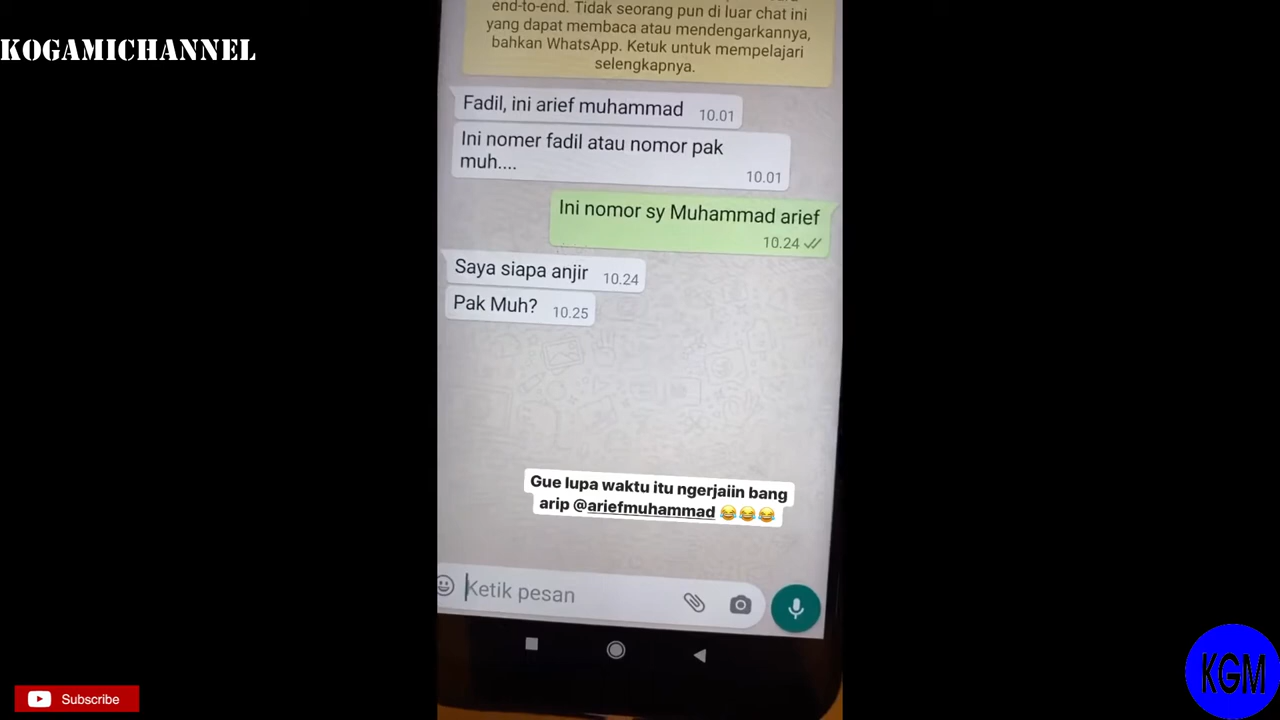 KOGAMICHANNEL
end-to-end. Tidak seorang pun di luar chat ini
yang dapat membaca atau mendengarkannya,
bahkan WhatsApp. Ketuk untuk mempelajari
selengkapnya.
Fadil, ini arief muhammad 10.01
Ini nomer fadil atau nomor pak
muh.... 10.01
Ini nomor sy Muhammad arief
10.24
Saya siapa anjir 10.24
Pak Muh? 10.25
Gue lupa waktu itu ngerjaiin bang
arip @ariefmuhammad 😂😂😂
Ketik pesan
Subscribe
KGM